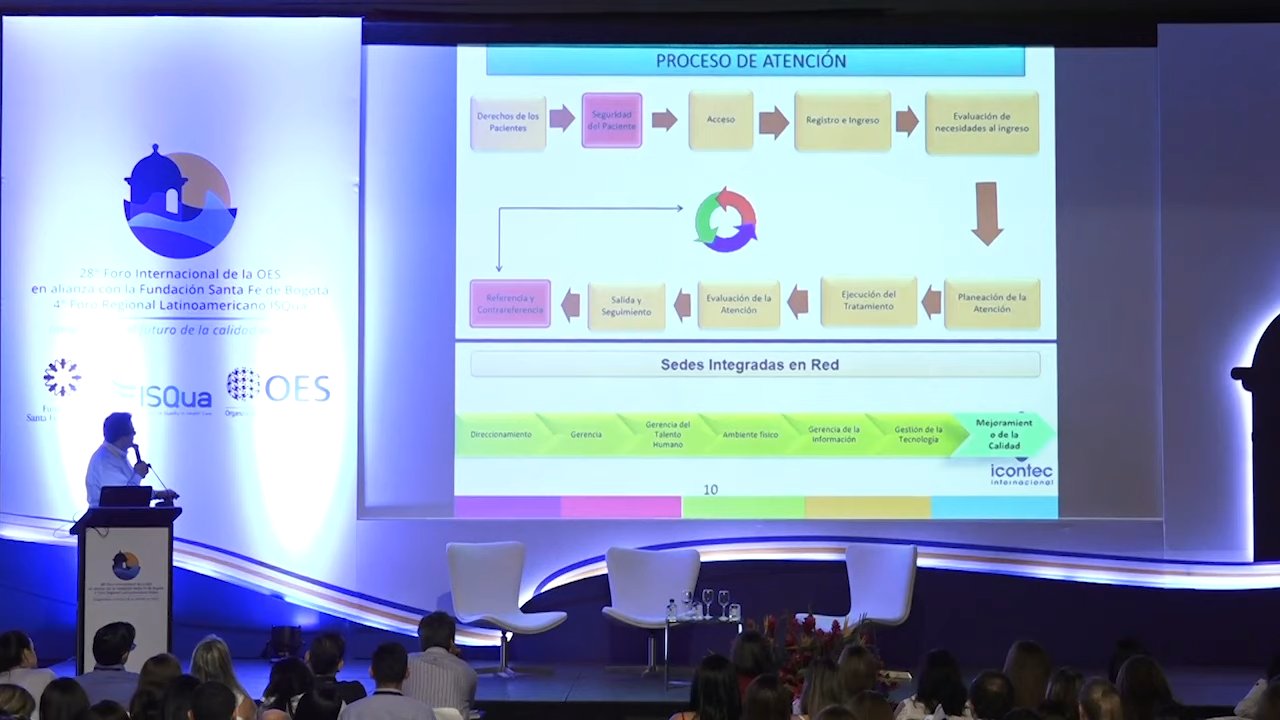 PROCESO DE ATENCIÓN
Derechos de los
Pacientes
Seguridad
del Paciente
Acceso
Registro e Ingreso
Evaluación de
necesidades al ingreso
Referencia y
Contrareferencia
Salida y
Seguimiento
Evaluación de la
Atención
Ejecución del
Tratamiento
Planeación de la
Atención
Sedes Integradas en Red
Direccionamiento
Gerencia
Gerencia del
Talento
Humano
Ambiente físico
Gerencia de la
Información
Gestión de la
Tecnología
Mejoramient
o de la
Calidad
icontec
internacional
10
28° Foro Internacional de la OES
en alianza con la Fundación Santa Fe de Bogotá
4° Foro Regional Latinoamericano ISQua
futuro de la calidad
Santa
ISQua
OES